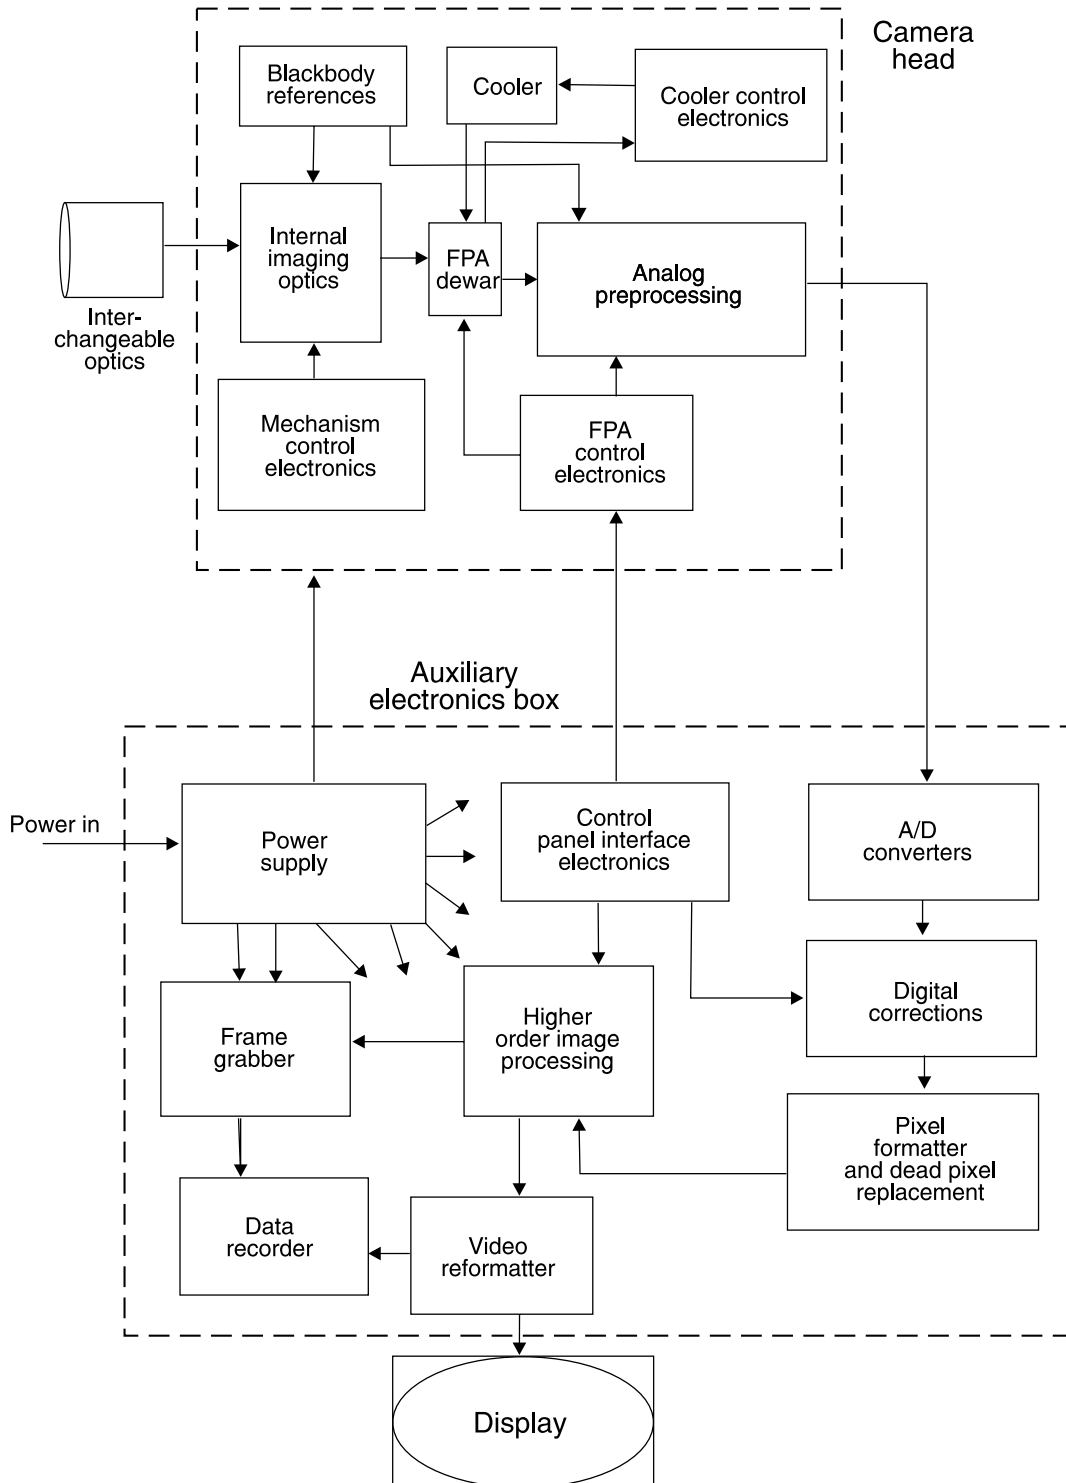 Camera
head
Blackbody
references
Cooler
Cooler control
electronics
Internal
imaging
optics
FPA
dewar
Analog
preprocessing
Inter-
changeable
optics
Mechanism
control
electronics
FPA
control
electronics
Auxiliary
electronics box
Power in
Power
supply
Control
panel interface
electronics
A/D
converters
Frame
grabber
Higher
order image
processing
Digital
corrections
Pixel
formatter
and dead pixel
replacement
Data
recorder
Video
reformatter
Display